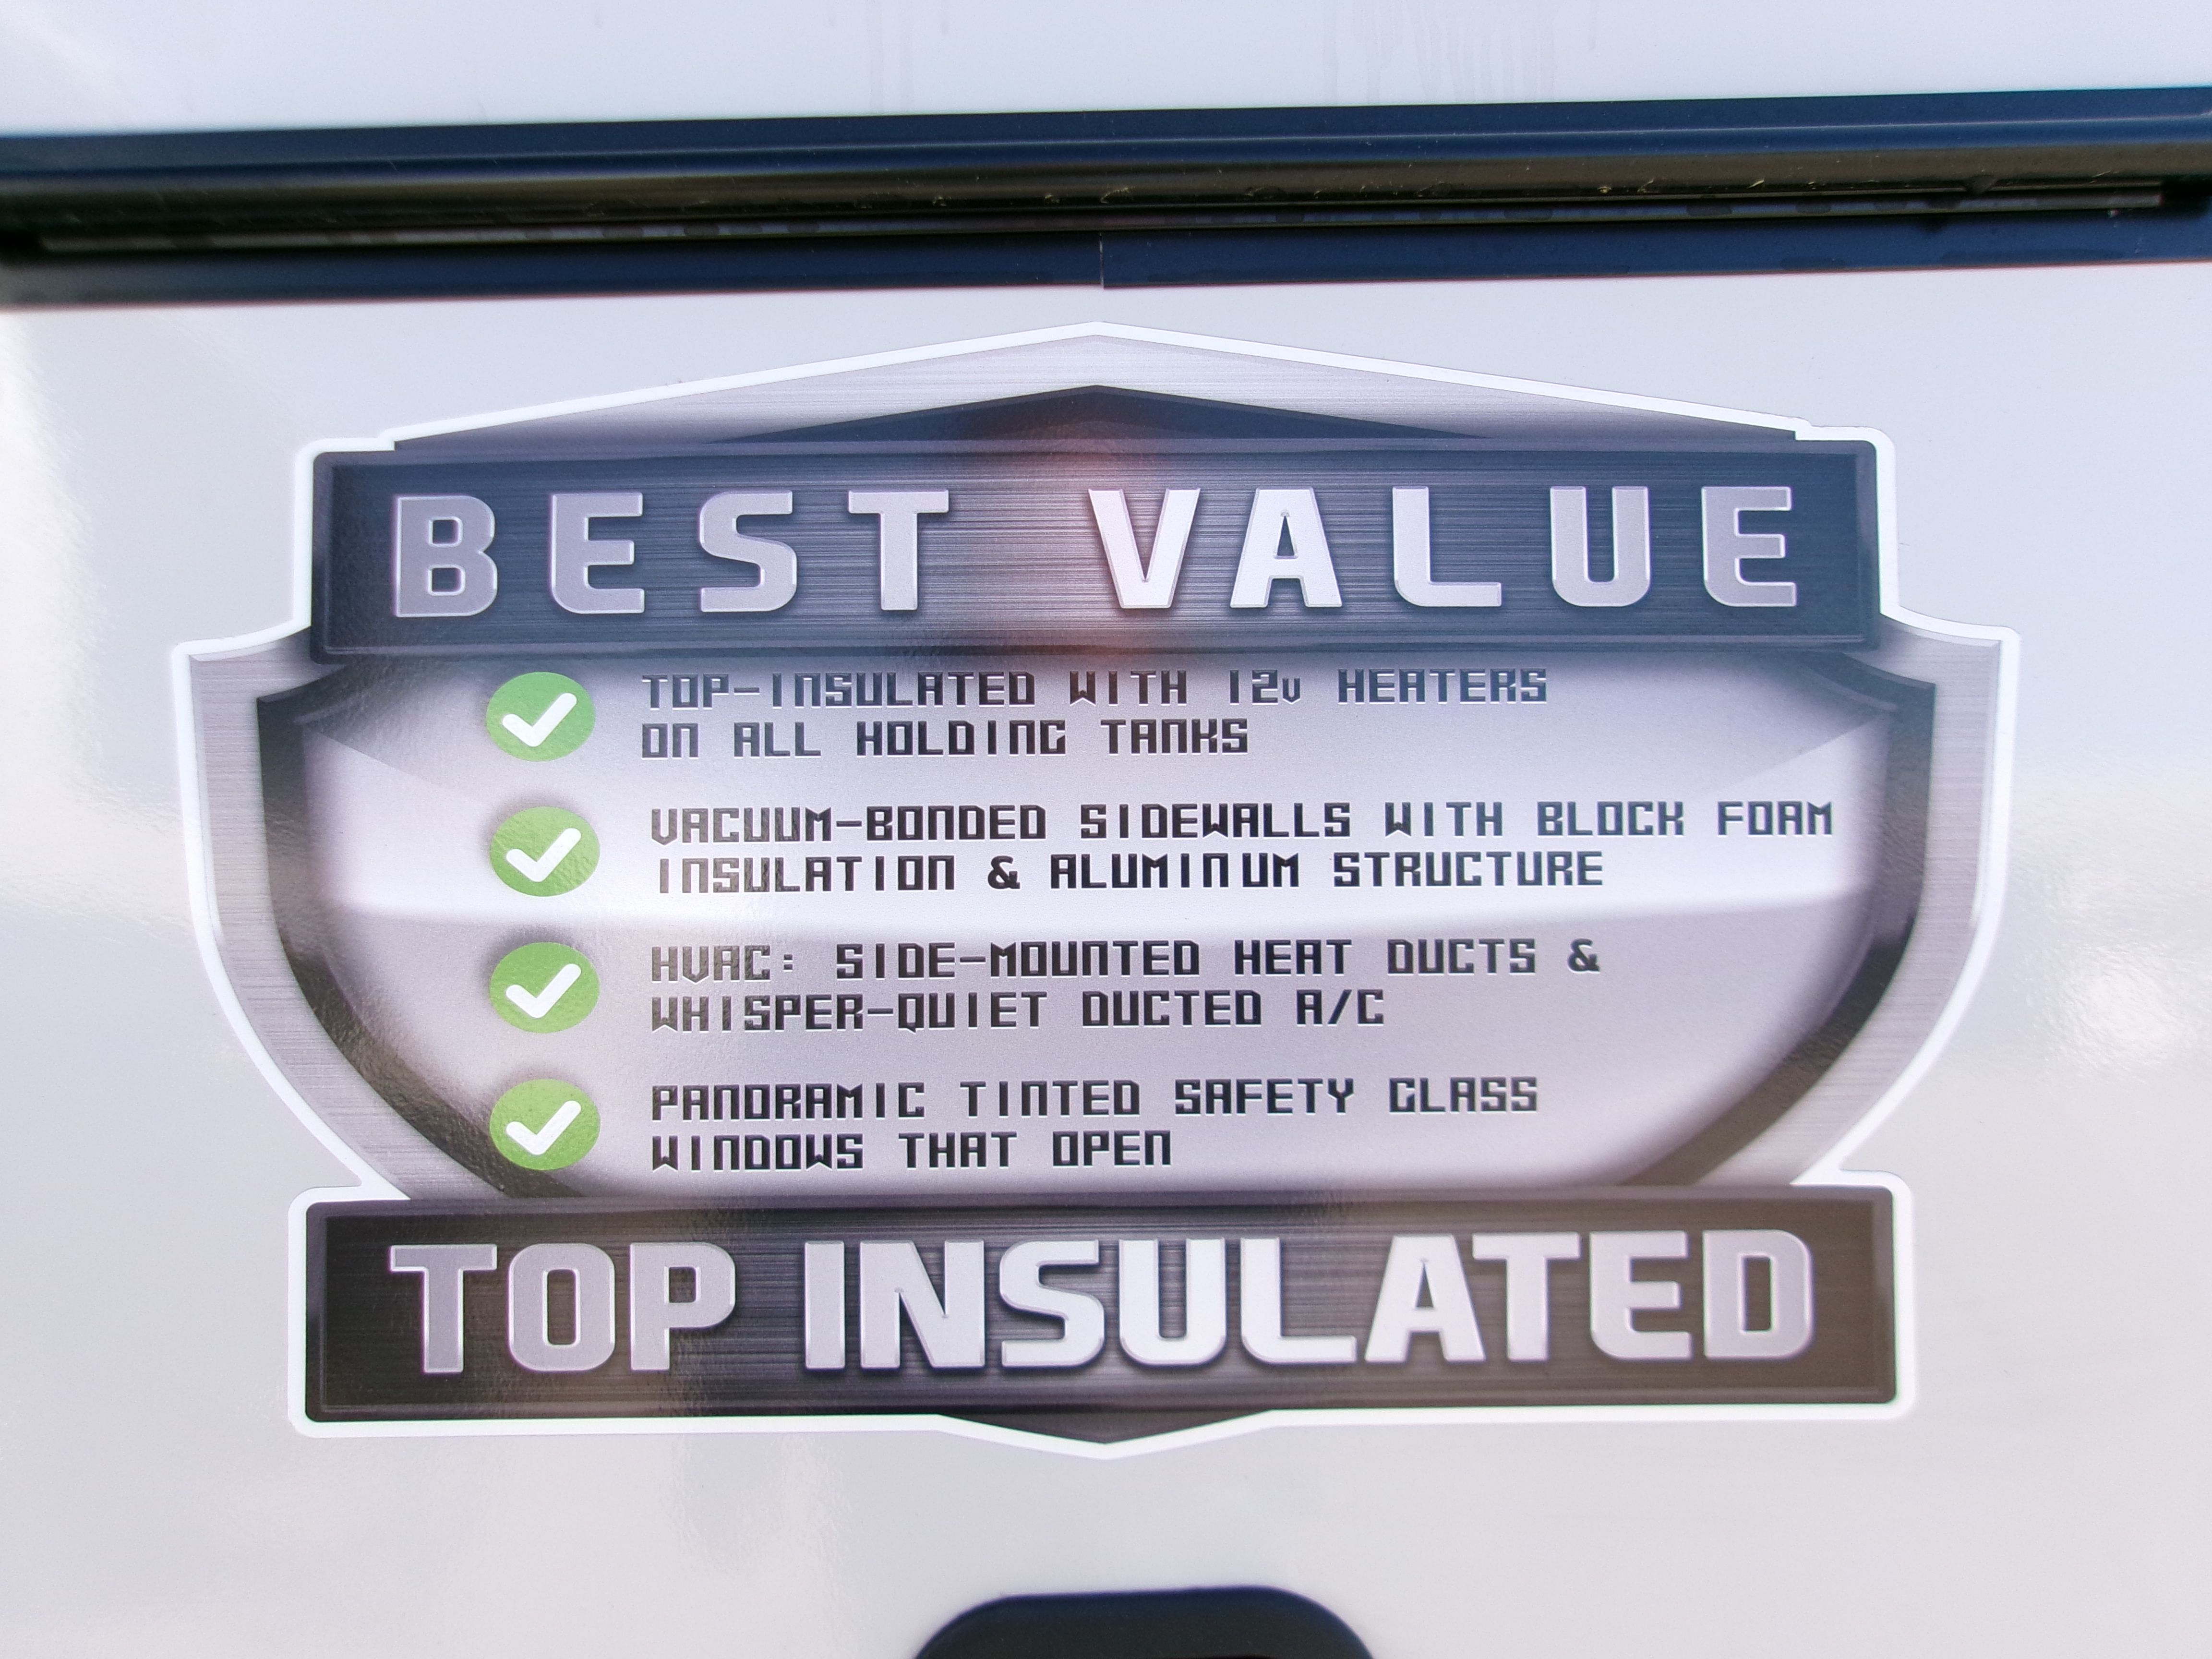 BEST VALUE
TOP-INSULATED WITH 12v HEATERS
ON ALL HOLDING TANKS
VACUUM-BONDED SIDEWALLS WITH BLOCK FOAM
INSULATION & ALUMINUM STRUCTURE
HVAC: SIDE-MOUNTED HEAT DUCTS &
WHISPER-QUIET DUCTED A/C
PANORAMIC TINTED SAFETY GLASS
WINDOWS THAT OPEN
TOP INSULATED